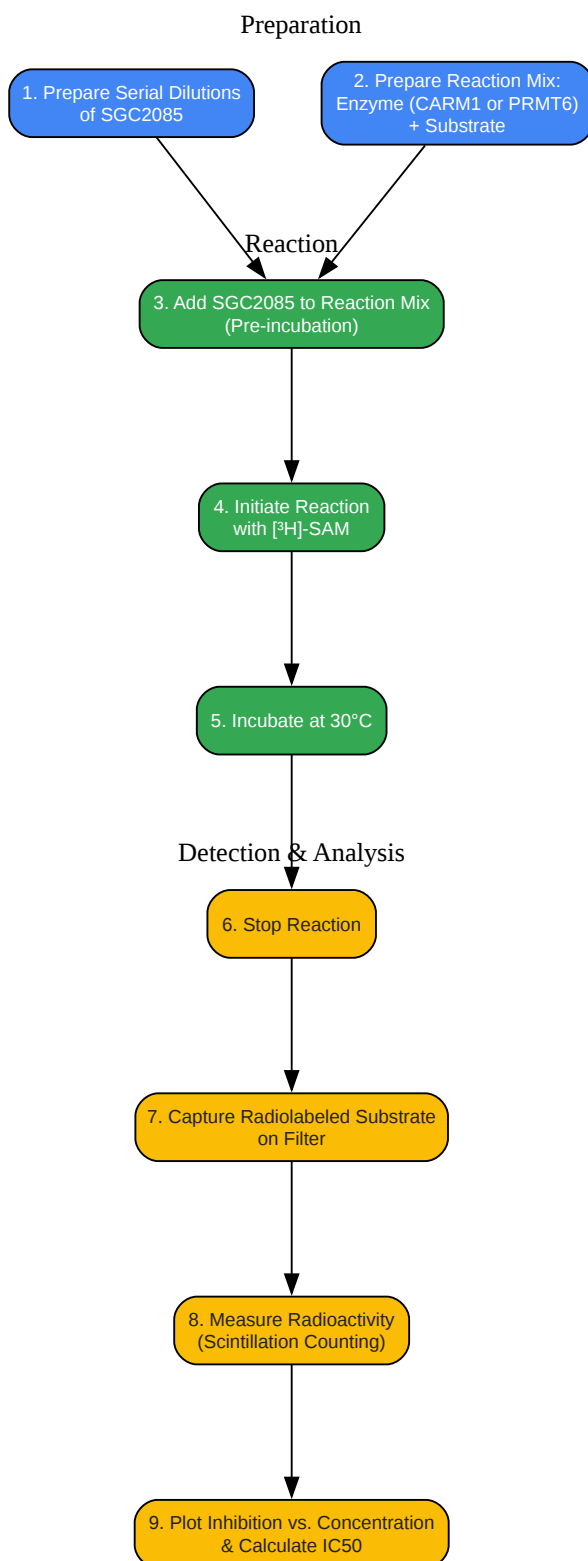 Preparation
1. Prepare Serial Dilutions
of SGC2085
2. Prepare Reaction Mix:
Enzyme (CARM1 or PRMT6)
+ Substrate
Reaction
3. Add SGC2085 to Reaction Mix
(Pre-incubation)
4. Initiate Reaction
with [³H]-SAM
5. Incubate at 30°C
Detection & Analysis
6. Stop Reaction
7. Capture Radiolabeled Substrate
on Filter
8. Measure Radioactivity
(Scintillation Counting)
9. Plot Inhibition vs. Concentration
& Calculate IC50